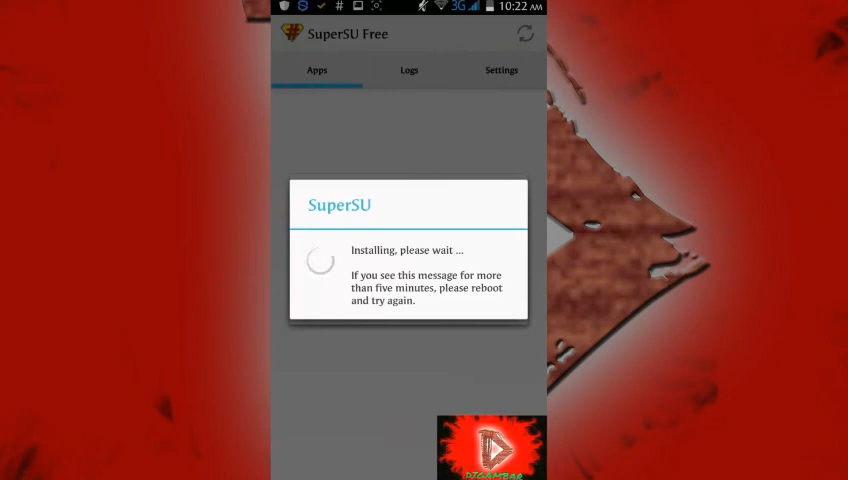 3G 10:22 AM
SuperSU Free
Apps Logs Settings
SuperSU
Installing, please wait ...
If you see this message for more
than five minutes, please reboot
and try again.
DIGAMBAR